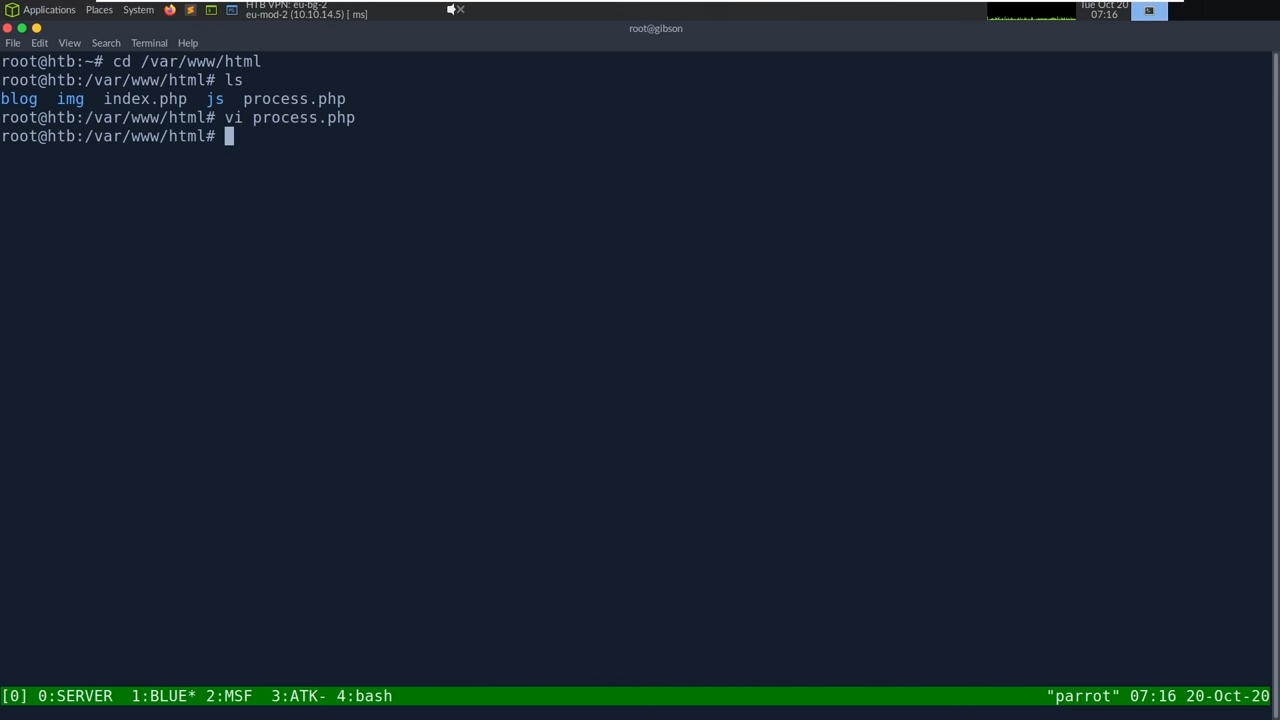 Applications Places System HTB VPN: eu-bg-2 Tue Oct 20
eu-mod-2 (10.10.14.5) [ ms] 07:16
root@gibson
File Edit View Search Terminal Help
root@htb:~# cd /var/www/html
root@htb:/var/www/html# ls
blog img index.php js process.php
root@htb:/var/www/html# vi process.php
root@htb:/var/www/html#
[0] 0:SERVER 1:BLUE* 2:MSF 3:ATK- 4:bash "parrot" 07:16 20-Oct-20